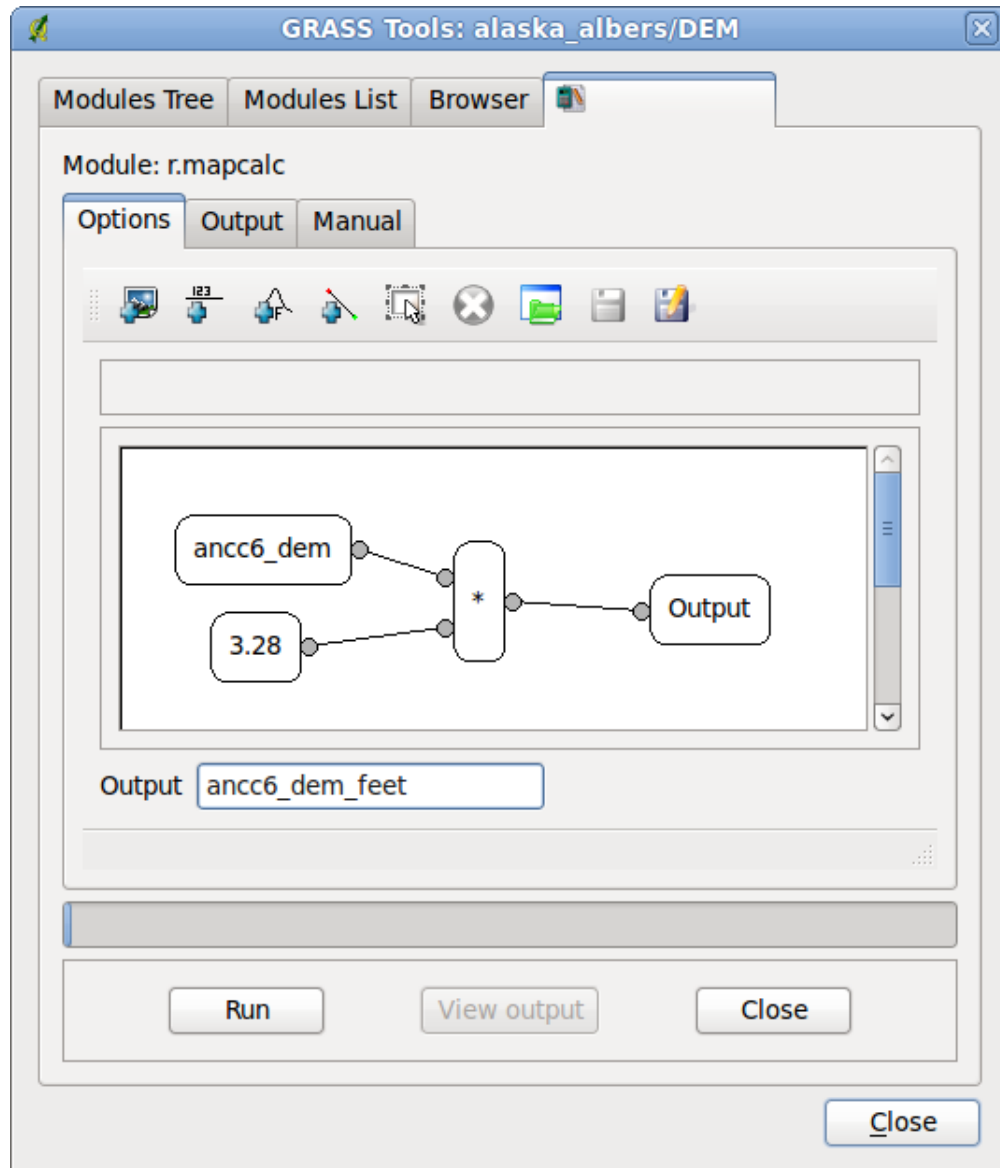 GRASS Tools: alaska_albers/DEM
Modules Tree Modules List Browser
Module: r.mapcalc
Options Output Manual
123
F
ancc6_dem
*
Output
3.28
Output ancc6_dem_feet
Run View output Close
Close